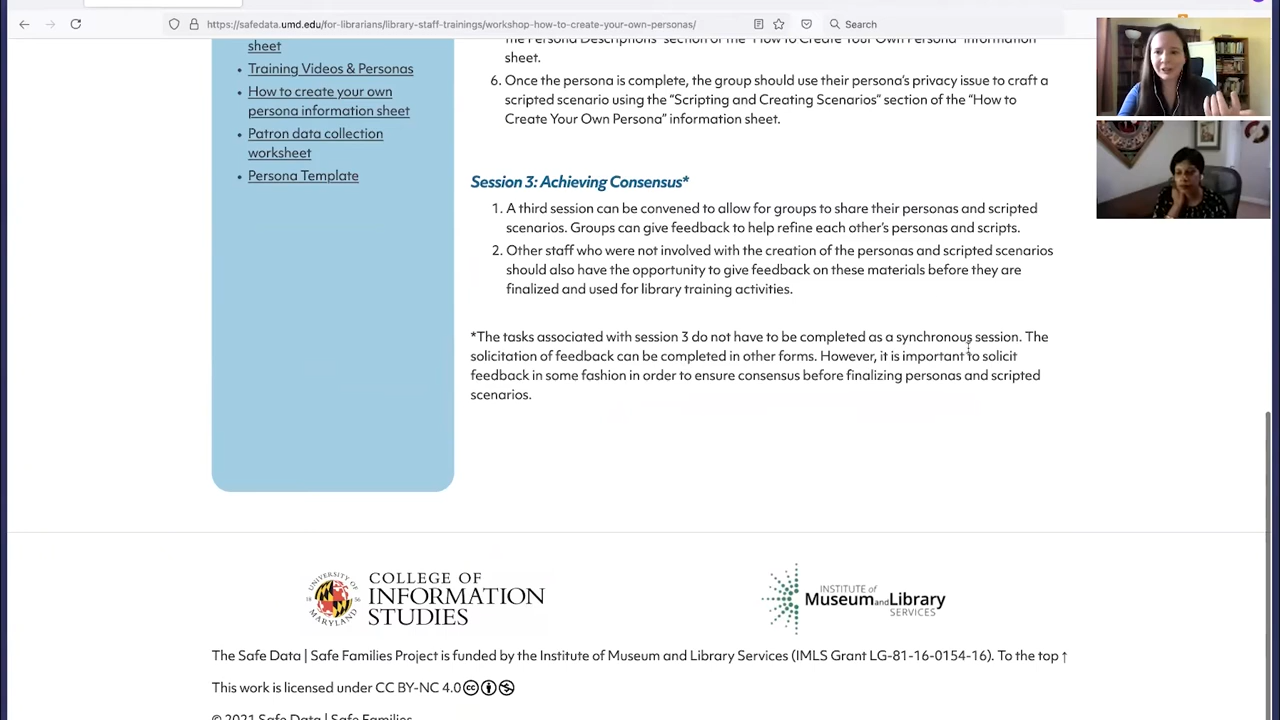 https://safedata.umd.edu/for-librarians/library-staff-trainings/workshop-how-to-create-your-own-personas/
Search
sheet
• Training Videos & Personas
• How to create your own
persona information sheet
• Patron data collection
worksheet
• Persona Template
the Persona Descriptions" section of the "How to Create Your Own Persona" information
sheet.
6. Once the persona is complete, the group should use their persona's privacy issue to craft a
scripted scenario using the "Scripting and Creating Scenarios" section of the "How to
Create Your Own Persona" information sheet.
Session 3: Achieving Consensus*
1. A third session can be convened to allow for groups to share their personas and scripted
scenarios. Groups can give feedback to help refine each other's personas and scripts.
2. Other staff who were not involved with the creation of the personas and scripted scenarios
should also have the opportunity to give feedback on these materials before they are
finalized and used for library training activities.
*The tasks associated with session 3 do not have to be completed as a synchronous session. The
solicitation of feedback can be completed in other forms. However, it is important to solicit
feedback in some fashion in order to ensure consensus before finalizing personas and scripted
scenarios.
UNIVERSITY OF
18 56
MARYLAND
COLLEGE OF
INFORMATION
STUDIES
INSTITUTE of
Museum and Library
SERVICES
The Safe Data | Safe Families Project is funded by the Institute of Museum and Library Services (IMLS Grant LG-81-16-0154-16). To the top ↑
This work is licensed under CC BY-NC 4.0
© 2021 Safe Data | Safe Families